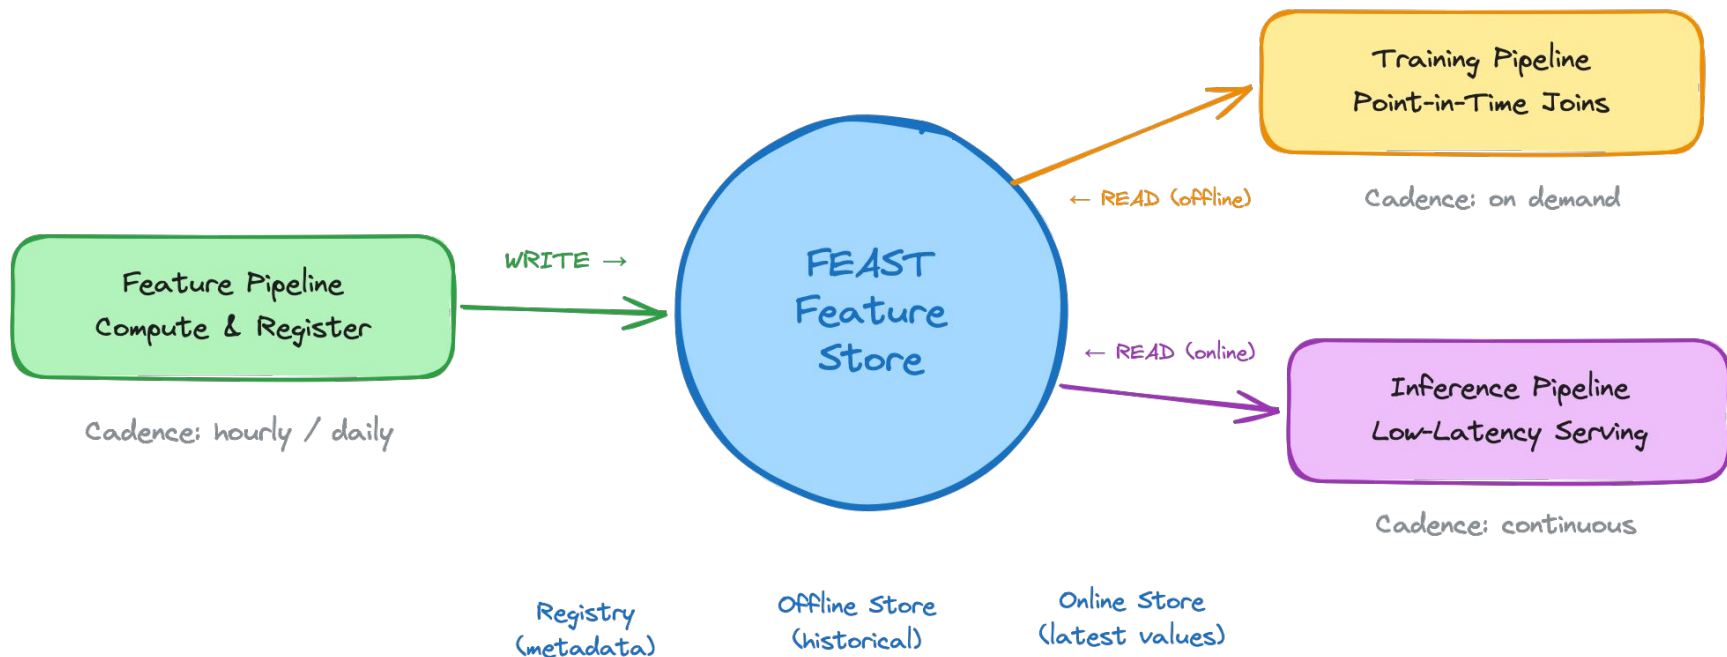 Training Pipeline
Point-in-Time Joins
← READ (offline)
Cadence: on demand
WRITE →
Feature Pipeline
Compute & Register
Cadence: hourly / daily
FEAST
Feature
Store
← READ (online)
Inference Pipeline
Low-Latency Serving
Cadence: continuous
Registry
(metadata)
Offline Store
(historical)
Online Store
(latest values)